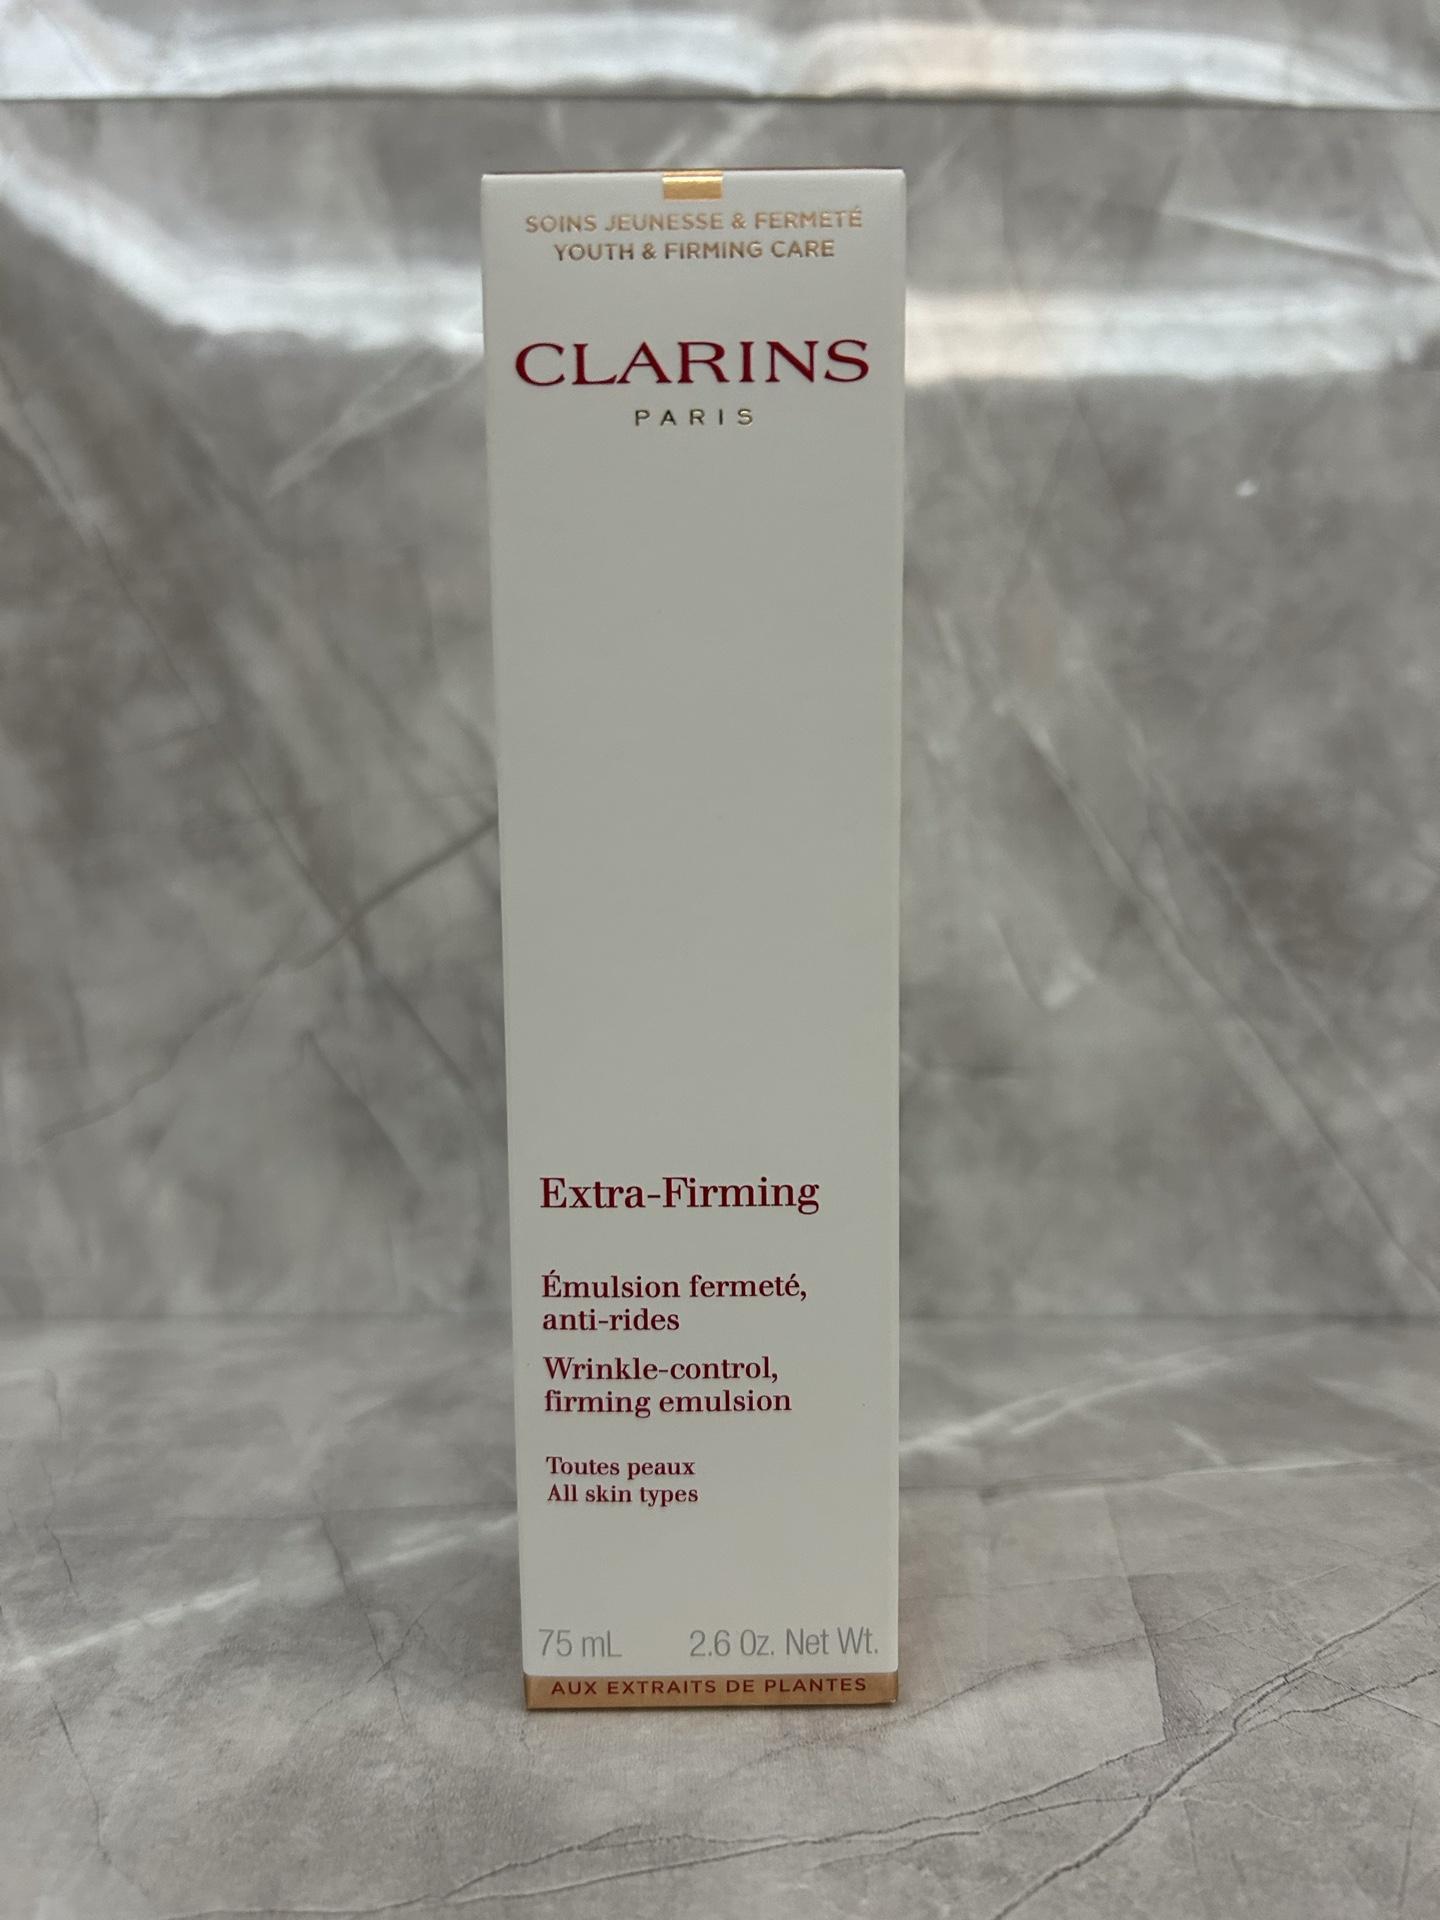 SOINS JEUNESSE & FERMETÉ
YOUTH & FIRMING CARE
CLARINS
PARIS
Extra-Firming
Émulsion fermeté,
anti-rides
Wrinkle-control,
firming emulsion
Toutes peaux
All skin types
75 mL 2.6 Oz. Net Wt.
AUX EXTRAITS DE PLANTES